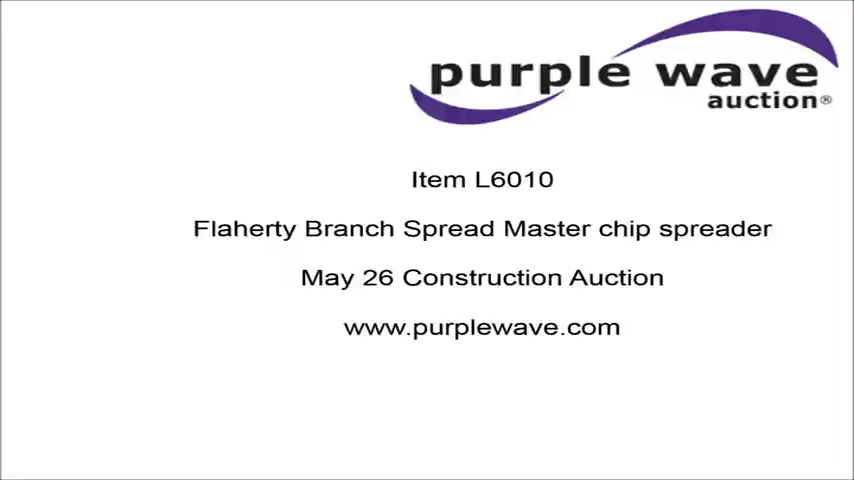 purple wave
auction®
Item L6010
Flaherty Branch Spread Master chip spreader
May 26 Construction Auction
www.purplewave.com